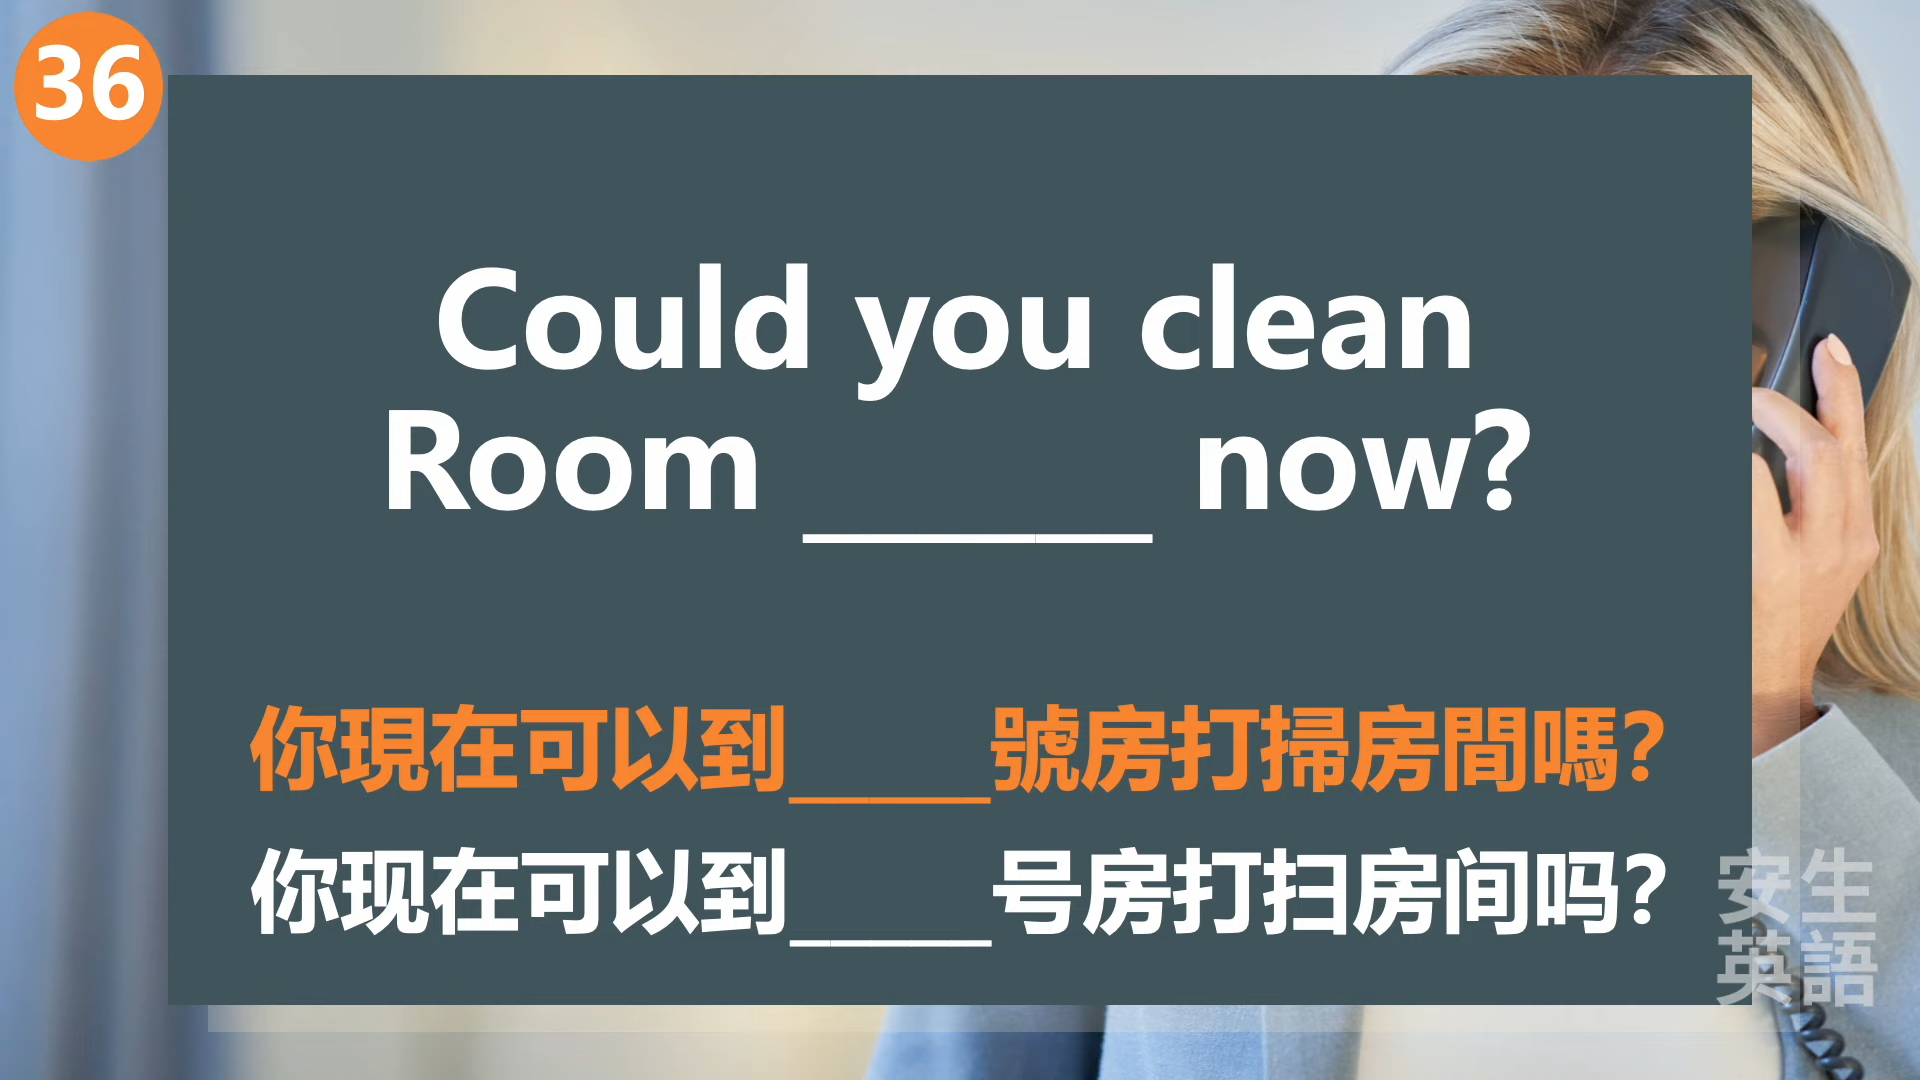 36
Could you clean
Room ______ now?
你現在可以到_____號房打掃房間嗎?
你现在可以到_____号房打扫房间吗?
安生
英語